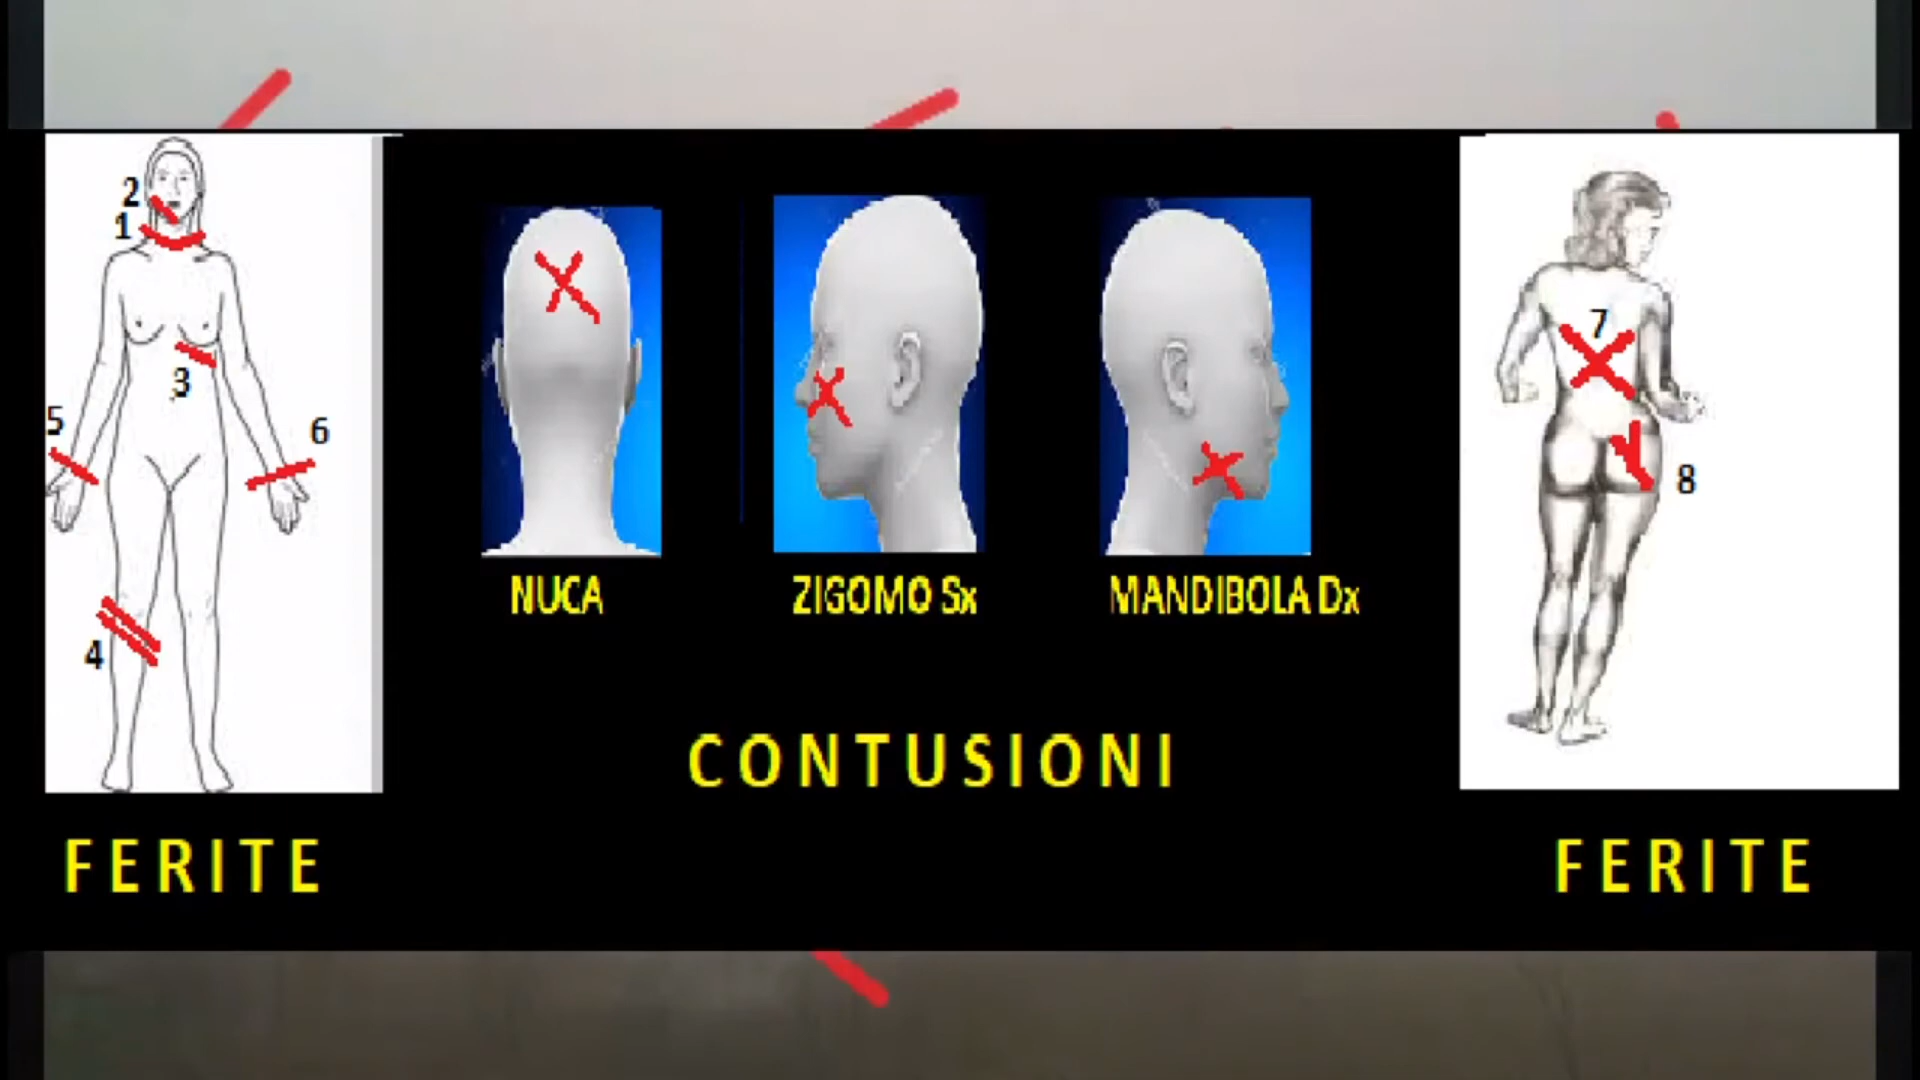 2
1
3
5
6
4
FERITE
NUCA
ZIGOMO Sx
MANDIBOLA Dx
CONTUSIONI
7
8
FERITE